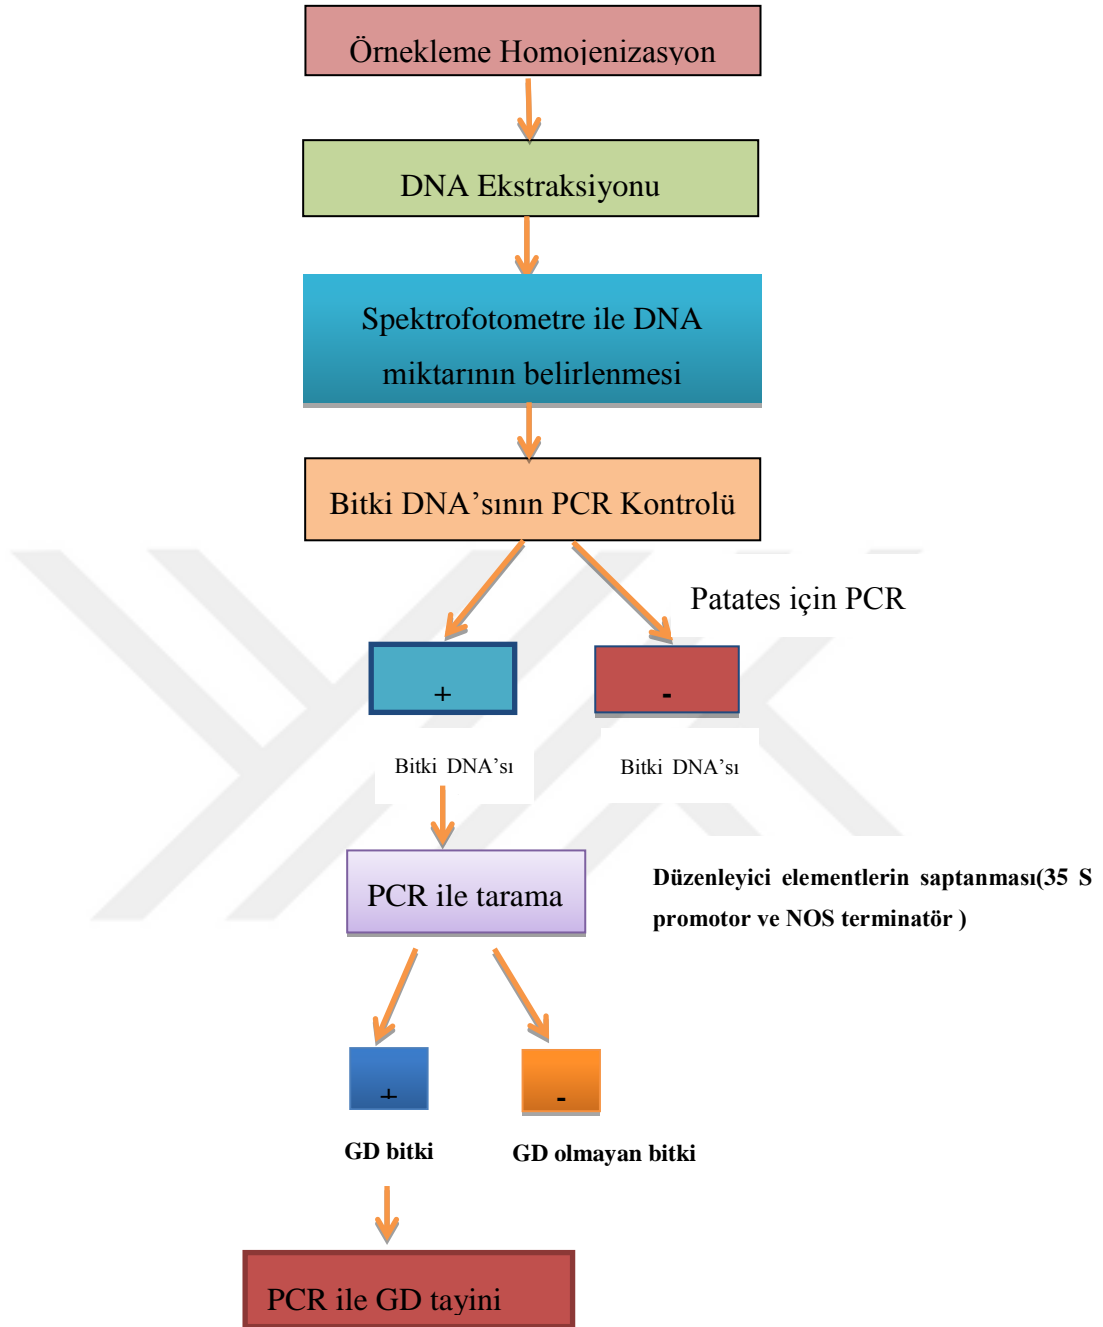 Örnekleme Homojenizasyon
DNA Ekstraksiyonu
Spektrofotometre ile DNA
miktarının belirlenmesi
Bitki DNA’sının PCR Kontrolü
Patates için PCR
+
-
Bitki DNA’sı
Bitki DNA’sı
PCR ile tarama
Düzenleyici elementlerin saptanması(35 S
promotor ve NOS terminatör )
+
-
GD bitki
GD olmayan bitki
PCR ile GD tayini